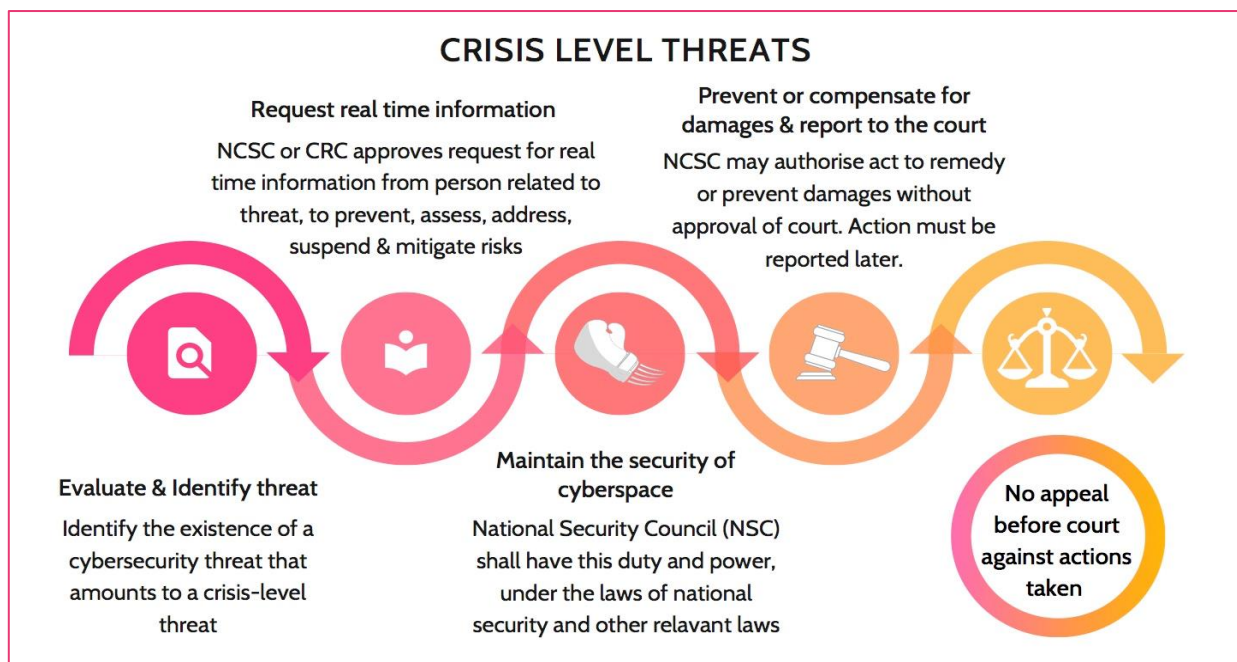 CRISIS LEVEL THREATS
Evaluate & Identify threat
Identify the existence of a
cybersecurity threat that
amounts to a crisis-level
threat
Request real time information
NCSC or CRC approves request for real
time information from person related to
threat, to prevent, assess, address,
suspend & mitigate risks
Maintain the security of
cyberspace
National Security Council (NSC)
shall have this duty and power,
under the laws of national
security and other relavant laws
Prevent or compensate for
damages & report to the court
NCSC may authorise act to remedy
or prevent damages without
approval of court. Action must be
reported later.
No appeal
before court
against actions
taken